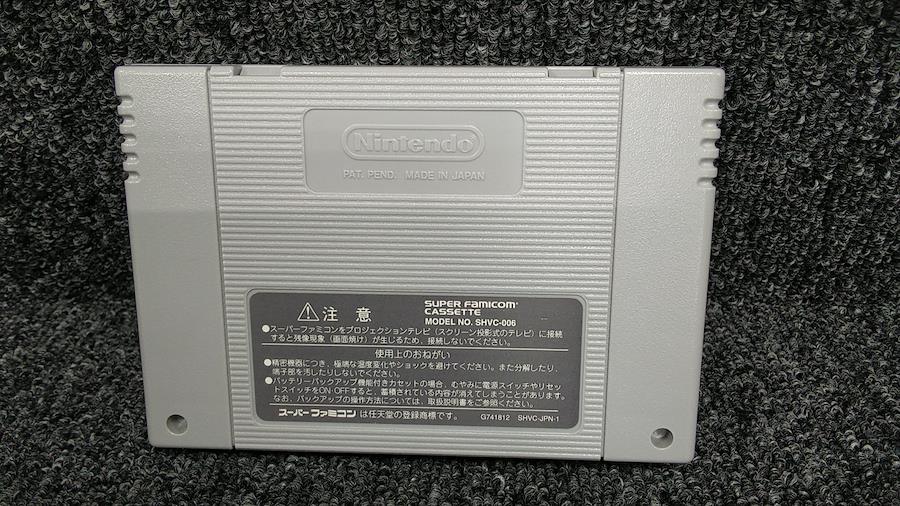 Nintendo
PAT. PEND. MADE IN JAPAN
注意
SUPER FAMICOM
CASSETTE
MODEL NO. SHVC-006
●スーパーファミコンをプロジェクションテレビ(スクリーン投影式のテレビ)に接続
すると残像現象(画面焼け)が生じるため、接続しないでください。
使用上のおねがい
●精密機器につき、極端な温度変化やショックを避けてください。また分解したり、
端子部を汚したりしないでください。
●バッテリーバックアップ機能付きカセットの場合、むやみに電源スイッチやリセッ
トスイッチをON・OFFすると、蓄積されている内容が消えてしまうことがあります。
なお、バックアップの操作方法については、取扱説明書をご参照ください。
スーパーファミコンは任天堂の登録商標です。 G741812 SHVC-JPN-1